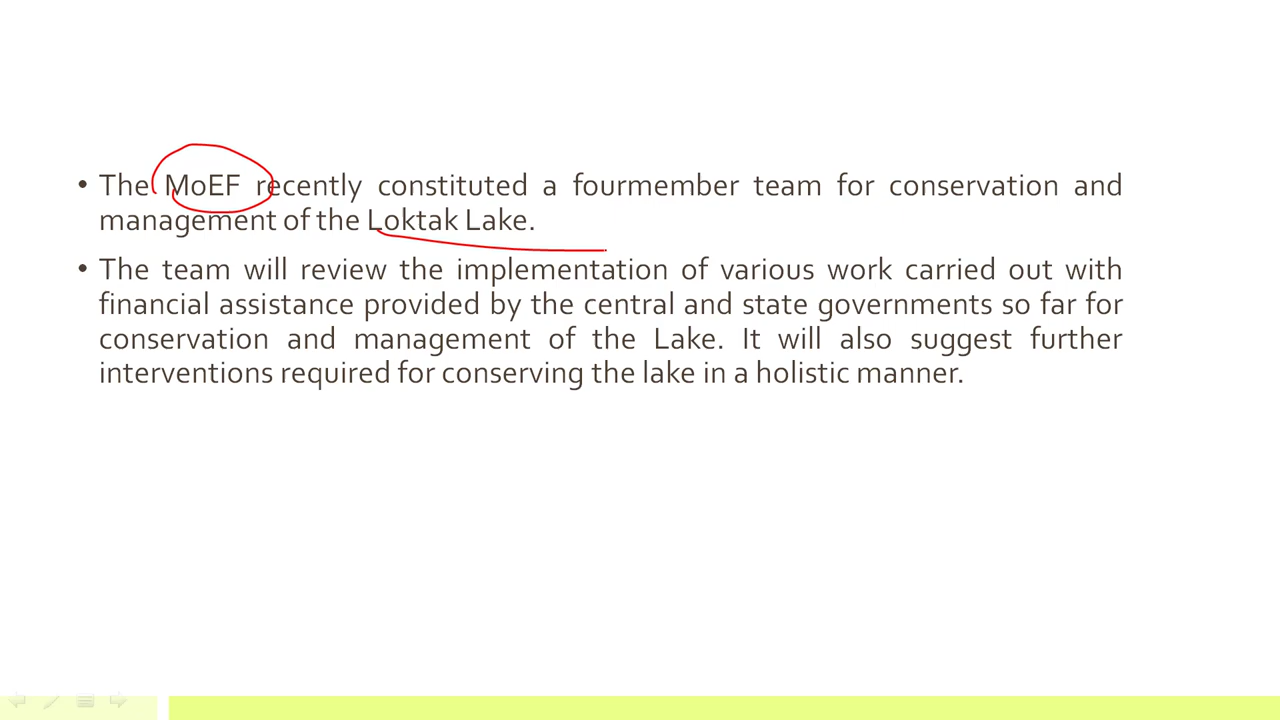 • The MoEF recently constituted a fourmember team for conservation and
management of the Loktak Lake.
• The team will review the implementation of various work carried out with
financial assistance provided by the central and state governments so far for
conservation and management of the Lake. It will also suggest further
interventions required for conserving the lake in a holistic manner.